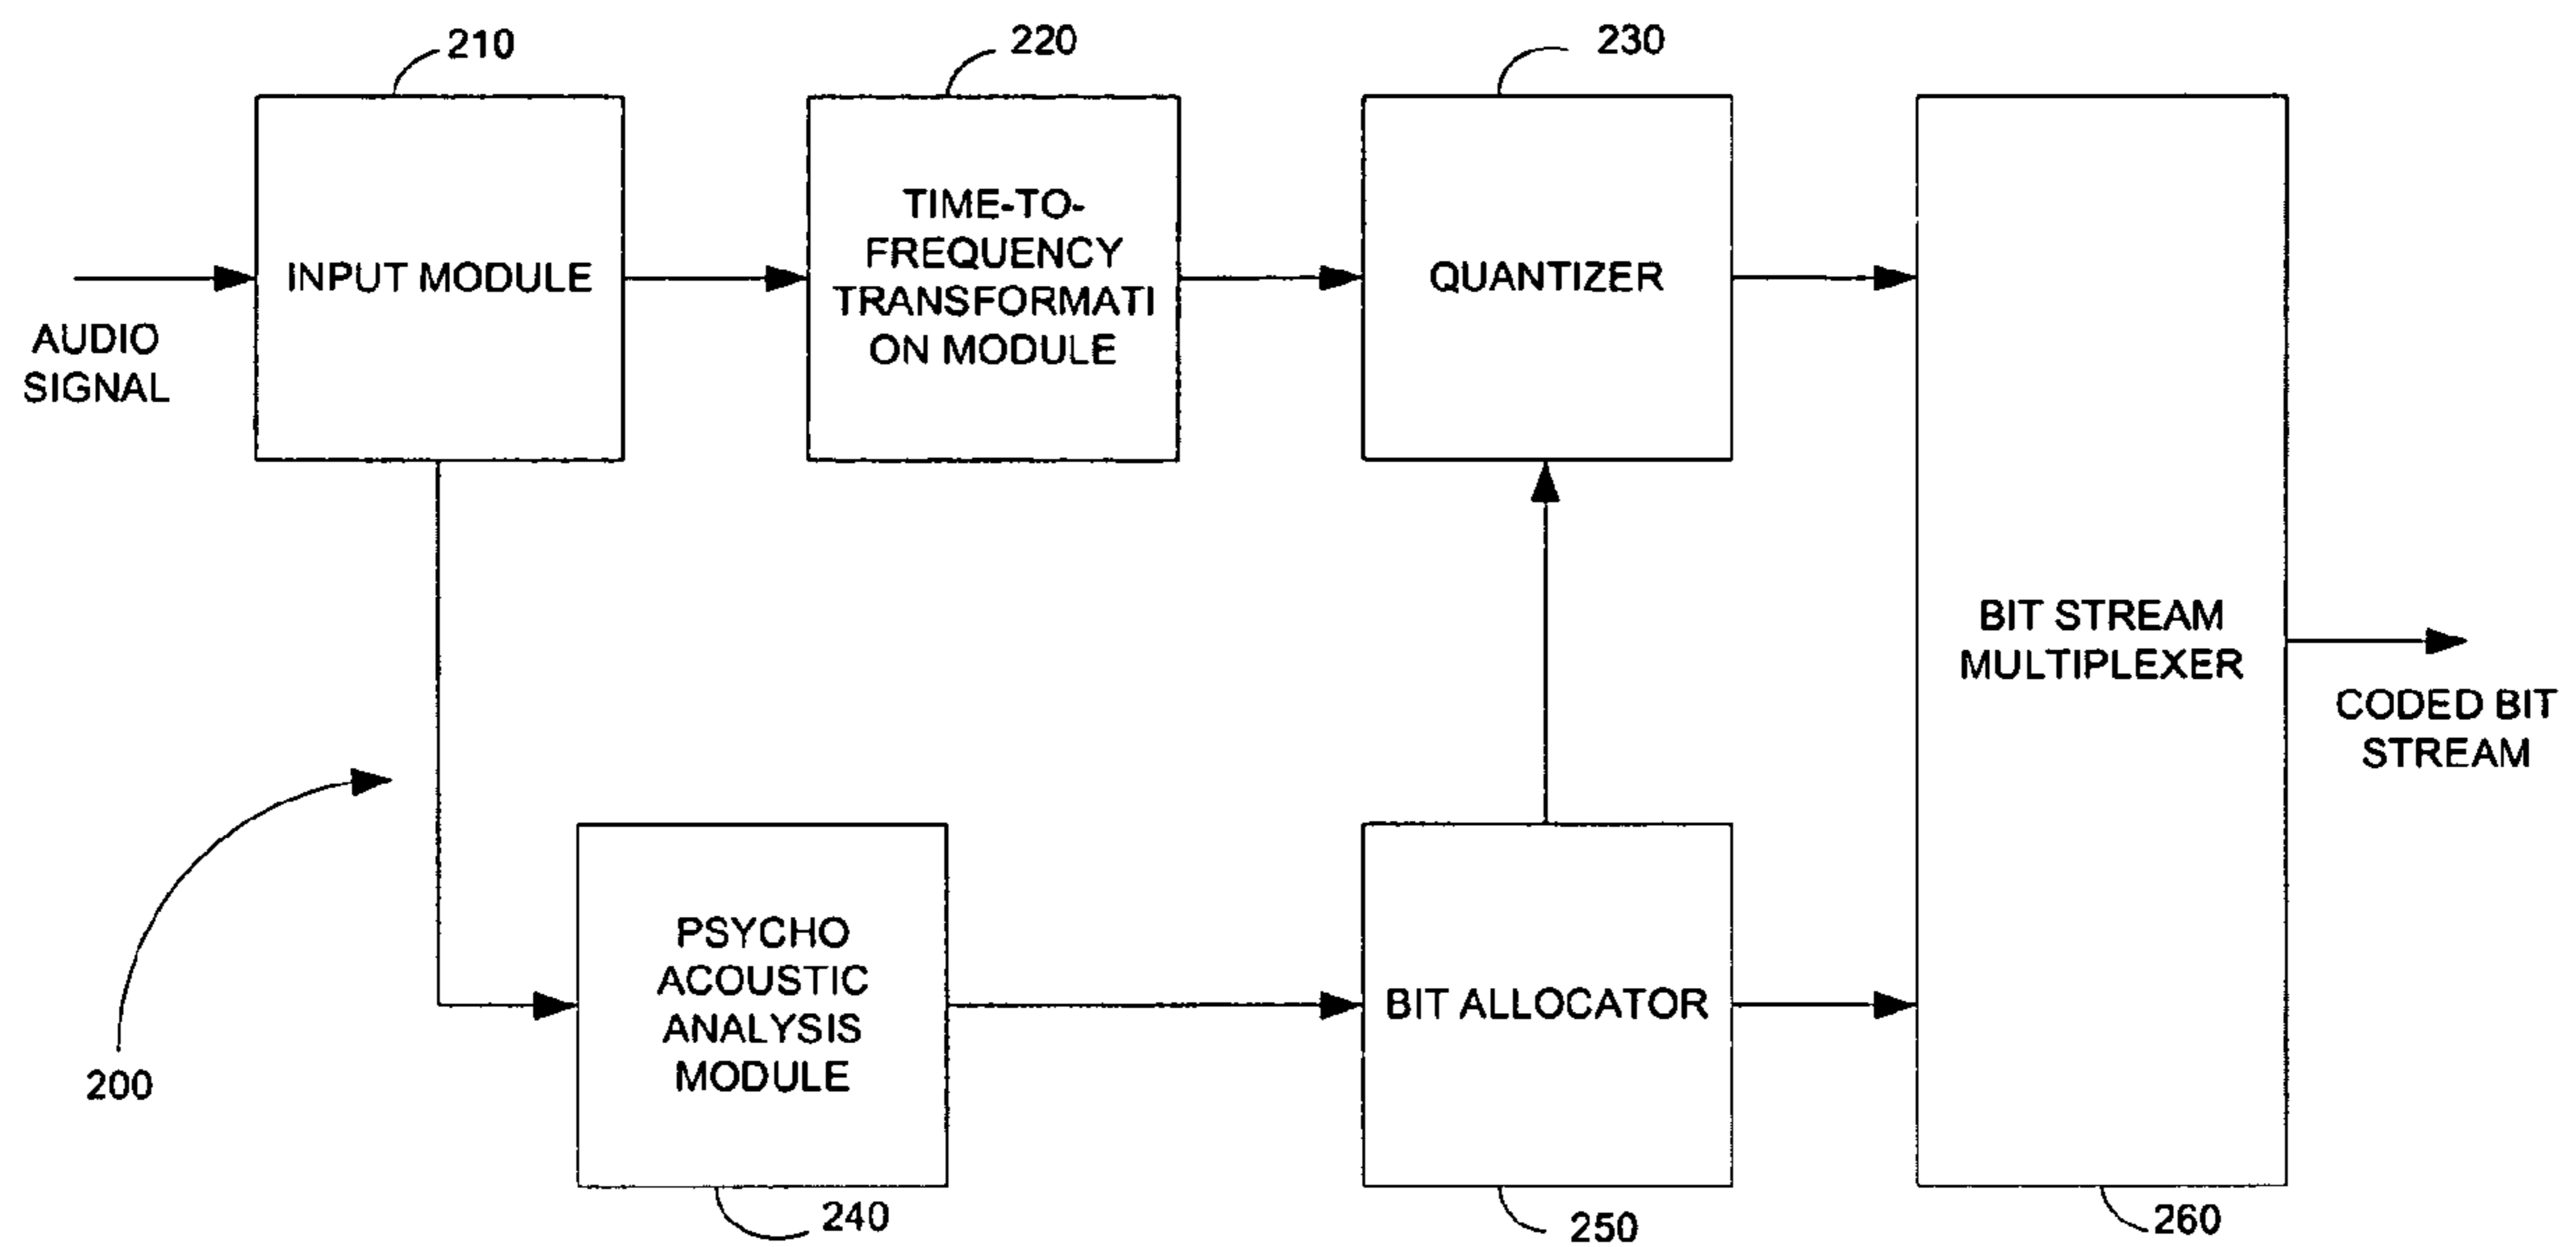 210
220
230
INPUT MODULE
TIME-TO-
FREQUENCY
TRANSFORMATI
ON MODULE
QUANTIZER
AUDIO
SIGNAL
BIT STREAM
MULTIPLEXER
CODED BIT
STREAM
PSYCHO
ACOUSTIC
ANALYSIS
MODULE
BIT ALLOCATOR
200
240
250
260